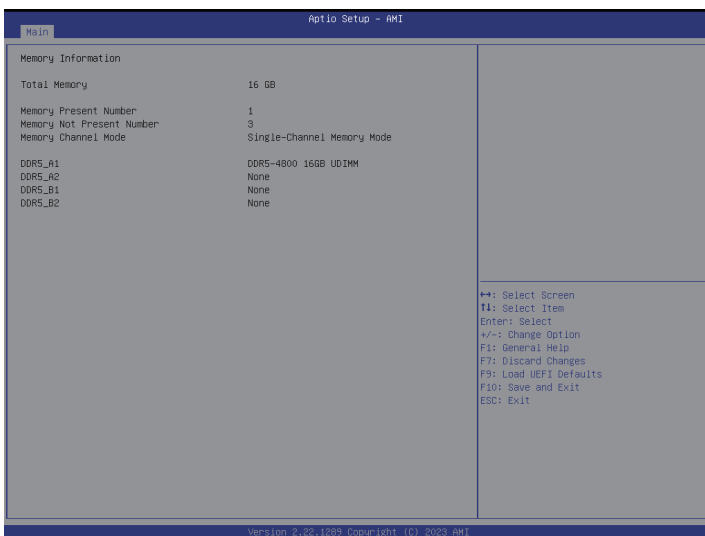 Aptio Setup – AMI
Main
Memory Information
Total Memory 16 GB
Memory Present Number 1
Memory Not Present Number 3
Memory Channel Mode Single-Channel Memory Mode
DDR5_A1 DDR5-4800 16GB UDIMM
DDR5_A2 None
DDR5_B1 None
DDR5_B2 None
↔: Select Screen
↑↓: Select Item
Enter: Select
+/-: Change Option
F1: General Help
F7: Discard Changes
F9: Load UEFI Defaults
F10: Save and Exit
ESC: Exit
Version 2.22.1289 Copyright (C) 2023 AMI